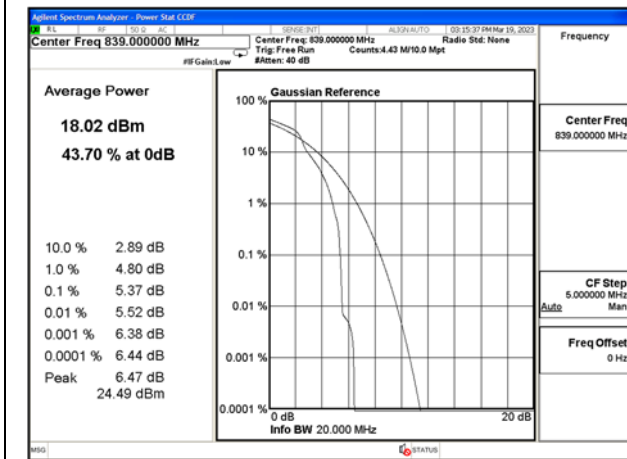 Agilent Spectrum Analyzer - Power Stat CCDF
RL RF 50 Ω AC SENSE:INT ALIGN AUTO 03:15:37 PM Mar 19, 2023
Center Freq 839.000000 MHz
Center Freq: 839.000000 MHz Radio Std: None
Trig: Free Run Counts:4.43 M/10.0 Mpt
#IFGain:Low #Atten: 40 dB
Frequency
Average Power
18.02 dBm
43.70 % at 0dB
10.0 % 2.89 dB
1.0 % 4.80 dB
0.1 % 5.37 dB
0.01 % 5.52 dB
0.001 % 6.38 dB
0.0001 % 6.44 dB
Peak 6.47 dB
24.49 dBm
Gaussian Reference
100 %
10 %
1 %
0.1 %
0.01 %
0.001 %
0.0001 %
0 dB 20 dB
Info BW 20.000 MHz
Center Freq
839.000000 MHz
CF Step
5.000000 MHz
Auto Man
Freq Offset
0 Hz
MSG STATUS